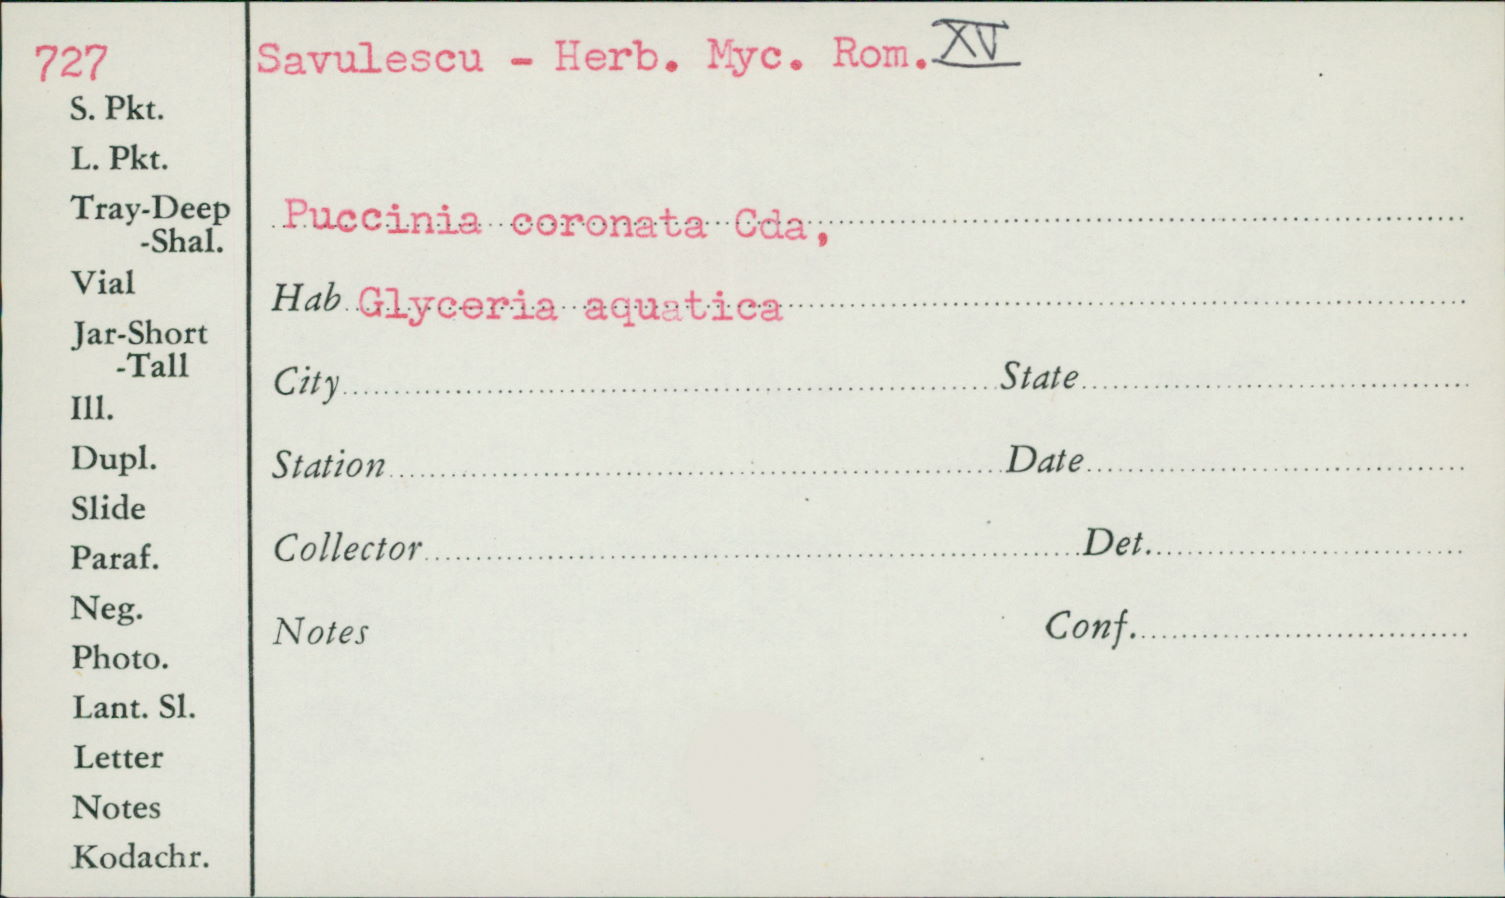 727
Savulescu - Herb. Myc. Rom. XV
S. Pkt.
L. Pkt.
Tray-Deep
-Shal.
Vial
Jar-Short
-Tall
Ill.
Dupl.
Slide
Paraf.
Neg.
Photo.
Lant. Sl.
Letter
Notes
Kodachr.
Puccinia coronata Cda,
Hab Glyceria aquatica
City State
Station Date
Collector Det.
Notes Conf.